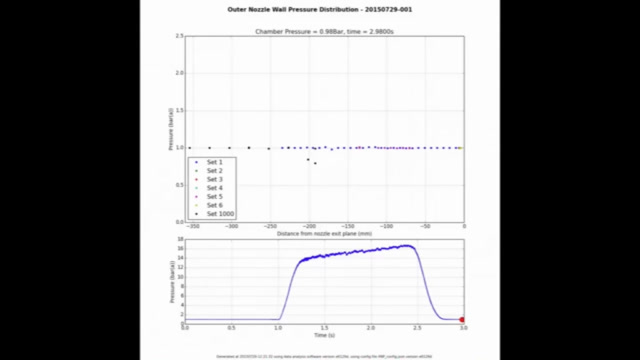 Outer Nozzle Wall Pressure Distribution - 20150729-001
Chamber Pressure = 0.98Bar, time = 2.9800s
2.5
2.0
1.5
1.0
0.5
0.0
Pressure (bar(a))
Set 1
Set 2
Set 3
Set 4
Set 5
Set 6
Set 1000
−350 −300 −250 −200 −150 −100 −50 0
Distance from nozzle exit plane (mm)
18
16
14
12
10
8
6
4
2
0
Pressure (bar(a))
0.0 0.5 1.0 1.5 2.0 2.5 3.0
Time (s)